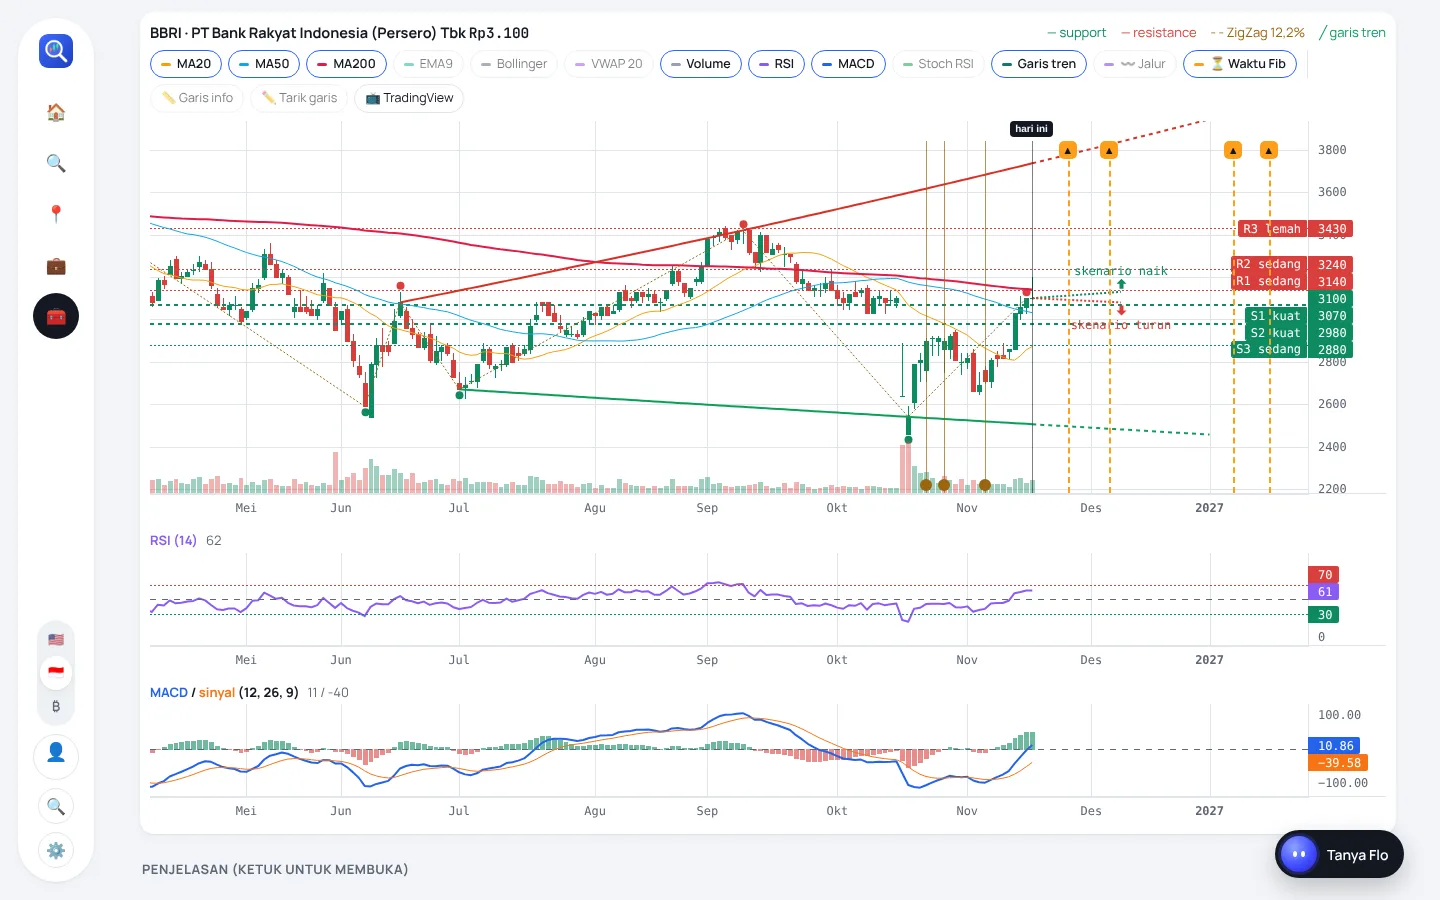 BBRI · PT Bank Rakyat Indonesia (Persero) Tbk Rp3.100
support resistance ZigZag 12,2% garis tren
MA20 MA50 MA200 EMA9 Bollinger VWAP 20 Volume RSI MACD Stoch RSI Garis tren Jalur Waktu Fib
Garis info Tarik garis TradingView
hari ini
3800
3600
R3 lemah 3430
3400
R2 sedang 3240
skenario naik
R1 sedang 3140
3100
S1 kuat 3070
skenario turun
S2 kuat 2980
S3 sedang 2880
2800
2600
2400
2200
Mei Jun Jul Agu Sep Okt Nov Des 2027
RSI (14) 62
70
61
30
0
Mei Jun Jul Agu Sep Okt Nov Des 2027
MACD / sinyal (12, 26, 9) 11 / -40
100.00
10.86
−39.58
−100.00
Mei Jun Jul Agu Sep Okt Nov Des 2027
Tanya Flo
PENJELASAN (KETUK UNTUK MEMBUKA)